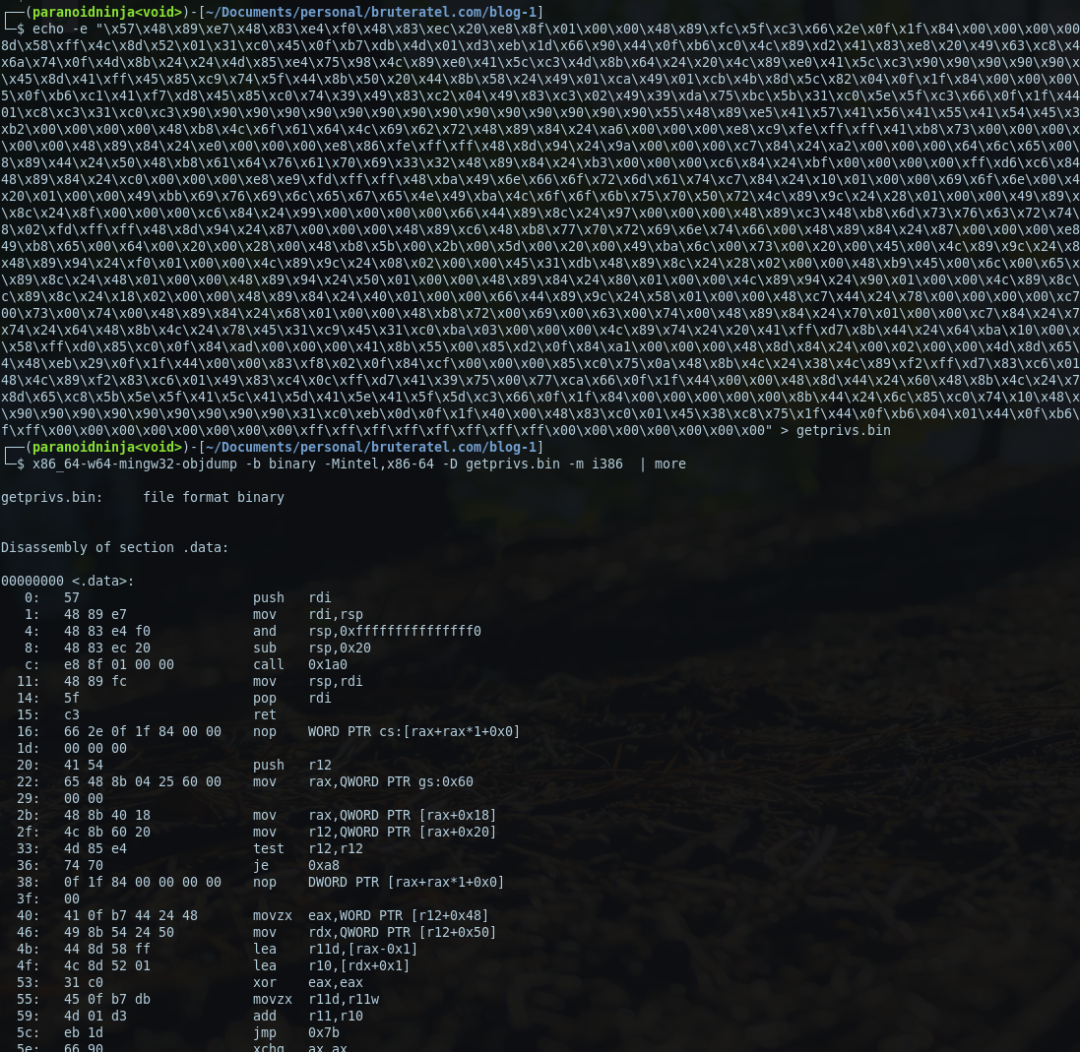 ┌──(paranoidninja<void>)-[~/Documents/personal/bruteratel.com/blog-1]
└─$ echo -e "\x57\x48\x89\xe7\x48\x83\xe4\xf0\x48\x83\xec\x20\xe8\x8f\x01\x00\x00\x48\x89\xfc\x5f\xc3\x66\x2e\x0f\x1f\x84\x00\x00\x00\x00
8d\x58\xff\x4c\x8d\x52\x01\x31\xc0\x45\x0f\xb7\xdb\x4d\x01\xd3\xeb\x1d\x66\x90\x44\x0f\xb6\xc0\x4c\x89\xd2\x41\x83\xe8\x20\x49\x63\xc8\x4
x6a\x74\x0f\x4d\x8b\x24\x24\x4d\x85\xe4\x75\x98\x4c\x89\xe0\x41\x5c\xc3\x4d\x8b\x64\x24\x20\x4c\x89\xe0\x41\x5c\xc3\x90\x90\x90\x90\x90\x
\x45\x8d\x41\xff\x45\x85\xc9\x74\x5f\x44\x8b\x50\x20\x44\x8b\x58\x24\x49\x01\xca\x49\x01\xcb\x4b\x8d\x5c\x82\x04\x0f\x1f\x84\x00\x00\x00\
5\x0f\xb6\xc1\x41\xf7\xd8\x45\x85\xc0\x74\x39\x49\x83\xc2\x04\x49\x83\xc3\x02\x49\x39\xda\x75\xbc\x5b\x31\xc0\x5e\x5f\xc3\x66\x0f\x1f\x44
01\xc8\xc3\x31\xc0\xc3\x90\x90\x90\x90\x90\x90\x90\x90\x90\x90\x90\x90\x90\x90\x55\x48\x89\xe5\x41\x57\x41\x56\x41\x55\x41\x54\x45\x3
xb2\x00\x00\x00\x00\x48\xb8\x4c\x6f\x61\x64\x4c\x69\x62\x72\x48\x89\x84\x24\xa6\x00\x00\x00\xe8\xc9\xfe\xff\xff\x41\xb8\x73\x00\x00\x00\x
\x00\x00\x48\x89\x84\x24\xe0\x00\x00\x00\xe8\x86\xfe\xff\xff\x48\x8d\x94\x24\x9a\x00\x00\x00\xc7\x84\x24\xa2\x00\x00\x00\x64\x6c\x65\x00\
8\x89\x44\x24\x50\x48\xb8\x61\x64\x76\x61\x70\x69\x33\x32\x48\x89\x84\x24\xb3\x00\x00\x00\xc6\x84\x24\xbf\x00\x00\x00\x00\xff\xd6\xc6\x84
48\x89\x84\x24\xc0\x00\x00\x00\xe8\xe9\xfd\xff\xff\x48\xba\x49\x6e\x66\x6f\x72\x6d\x61\x74\xc7\x84\x24\x10\x01\x00\x00\x69\x6f\x6e\x00\x4
x20\x01\x00\x00\x49\xbb\x69\x76\x69\x6c\x65\x67\x65\x4e\x49\xba\x4c\x6f\x6f\x6b\x75\x70\x50\x72\x4c\x89\x9c\x24\x28\x01\x00\x00\x49\x89\x
\x8c\x24\x8f\x00\x00\x00\xc6\x84\x24\x99\x00\x00\x00\x00\x66\x44\x89\x8c\x24\x97\x00\x00\x00\x48\x89\xc3\x48\xb8\x6d\x73\x76\x63\x72\x74\
8\x02\xfd\xff\xff\x48\x8d\x94\x24\x87\x00\x00\x00\x48\x89\xc6\x48\xb8\x77\x70\x72\x69\x6e\x74\x66\x00\x48\x89\x84\x24\x87\x00\x00\x00\xe8
49\xb8\x65\x00\x64\x00\x20\x00\x28\x00\x48\xb8\x5b\x00\x2b\x00\x5d\x00\x20\x00\x49\xba\x6c\x00\x73\x00\x20\x00\x45\x00\x4c\x89\x9c\x24\x8
x48\x89\x94\x24\xf0\x01\x00\x00\x4c\x89\x9c\x24\x08\x02\x00\x00\x45\x31\xdb\x48\x89\x8c\x24\x28\x02\x00\x00\x48\xb9\x45\x00\x6c\x00\x65\x
\x89\x8c\x24\x48\x01\x00\x00\x48\x89\x94\x24\x50\x01\x00\x00\x48\x89\x84\x24\x80\x01\x00\x00\x4c\x89\x94\x24\x90\x01\x00\x00\x4c\x89\x8c\
c\x89\x8c\x24\x18\x02\x00\x00\x48\x89\x84\x24\x40\x01\x00\x00\x66\x44\x89\x9c\x24\x58\x01\x00\x00\x48\xc7\x44\x24\x78\x00\x00\x00\x00\xc7
00\x73\x00\x74\x00\x48\x89\x84\x24\x68\x01\x00\x00\x48\xb8\x72\x00\x69\x00\x63\x00\x74\x00\x48\x89\x84\x24\x70\x01\x00\x00\xc7\x84\x24\x7
x74\x24\x64\x48\x8b\x4c\x24\x78\x45\x31\xc9\x45\x31\xc0\xba\x03\x00\x00\x00\x4c\x89\x74\x24\x20\x41\xff\xd7\x8b\x44\x24\x64\xba\x10\x00\x
\x58\xff\xd0\x85\xc0\x0f\x84\xad\x00\x00\x00\x41\x8b\x55\x00\x85\xd2\x0f\x84\xa1\x00\x00\x00\x48\x8d\x84\x24\x00\x02\x00\x00\x4d\x8d\x65\
4\x48\xeb\x29\x0f\x1f\x44\x00\x00\x83\xf8\x02\x0f\x84\xcf\x00\x00\x00\x85\xc0\x75\x0a\x48\x8b\x4c\x24\x38\x4c\x89\xf2\xff\xd7\x83\xc6\x01
48\x4c\x89\xf2\x83\xc6\x01\x49\x83\xc4\x0c\xff\xd7\x41\x39\x75\x00\x77\xca\x66\x0f\x1f\x44\x00\x00\x48\x8d\x44\x24\x60\x48\x8b\x4c\x24\x7
x8d\x65\xc8\x5b\x5e\x5f\x41\x5c\x41\x5d\x41\x5e\x41\x5f\x5d\xc3\x66\x0f\x1f\x84\x00\x00\x00\x00\x00\x8b\x44\x24\x6c\x85\xc0\x74\x10\x48\x
\x90\x90\x90\x90\x90\x90\x90\x90\x90\x31\xc0\xeb\x0d\x0f\x1f\x40\x00\x48\x83\xc0\x01\x45\x38\xc8\x75\x1f\x44\x0f\xb6\x04\x01\x44\x0f\xb6\
f\xff\x00\x00\x00\x00\x00\x00\x00\x00\xff\xff\xff\xff\xff\xff\xff\xff\x00\x00\x00\x00\x00\x00\x00\x00" > getprivs.bin
┌──(paranoidninja<void>)-[~/Documents/personal/bruteratel.com/blog-1]
└─$ x86_64-w64-mingw32-objdump -b binary -Mintel,x86-64 -D getprivs.bin -m i386  | more
getprivs.bin:     file format binary
Disassembly of section .data:
00000000 <.data>:
   0:   57                      push   rdi
   1:   48 89 e7                mov    rdi,rsp
   4:   48 83 e4 f0             and    rsp,0xfffffffffffffff0
   8:   48 83 ec 20             sub    rsp,0x20
   c:   e8 8f 01 00 00          call   0x1a0
  11:   48 89 fc                mov    rsp,rdi
  14:   5f                      pop    rdi
  15:   c3                      ret
  16:   66 2e 0f 1f 84 00 00    nop    WORD PTR cs:[rax+rax*1+0x0]
  1d:   00 00 00
  20:   41 54                   push   r12
  22:   65 48 8b 04 25 60 00    mov    rax,QWORD PTR gs:0x60
  29:   00 00
  2b:   48 8b 40 18             mov    rax,QWORD PTR [rax+0x18]
  2f:   4c 8b 60 20             mov    r12,QWORD PTR [rax+0x20]
  33:   4d 85 e4                test   r12,r12
  36:   74 70                   je     0xa8
  38:   0f 1f 84 00 00 00 00    nop    DWORD PTR [rax+rax*1+0x0]
  3f:   00
  40:   41 0f b7 44 24 48       movzx  eax,WORD PTR [r12+0x48]
  46:   49 8b 54 24 50          mov    rdx,QWORD PTR [r12+0x50]
  4b:   44 8d 58 ff             lea    r11d,[rax-0x1]
  4f:   4c 8d 52 01             lea    r10,[rdx+0x1]
  53:   31 c0                   xor    eax,eax
  55:   45 0f b7 db             movzx  r11d,r11w
  59:   4d 01 d3                add    r11,r10
  5c:   eb 1d                   jmp    0x7b
  5e:   66 90                   xchg   ax,ax